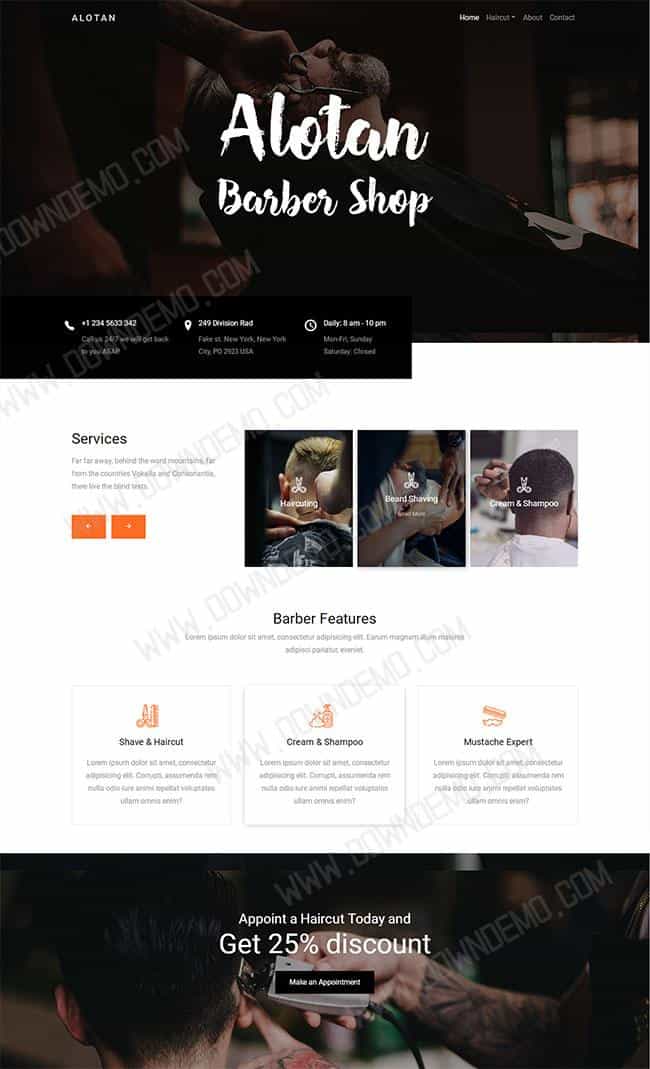 ALOTAN
Home Haircut About Contact
Alotan
Barber Shop
+1 234 5633 342
Call us 24/7 we will get back
to you ASAP
249 Division Rad
Fake st. New York, New York
City, PO 2923 USA
Daily: 8 am - 10 pm
Mon-Fri, Sunday
Saturday: Closed
Services
Far far away, behind the word mountains, far
from the countries Vokalia and Consonantia,
there live the blind texts.
Haircuting
Beard Shaving
Read More
Cream & Shampoo
Barber Features
Lorem ipsum dolor sit amet, consectetur adipisicing elit. Earum magnam illum maiores
adipisci pariatur, eveniet.
Shave & Haircut
Lorem ipsum dolor sit amet, consectetur
adipisicing elit. Corrupti, assumenda rem
nulla odio iure animi excepturi voluptates
ullam omnis enim?
Cream & Shampoo
Lorem ipsum dolor sit amet, consectetur
adipisicing elit. Corrupti, assumenda rem
nulla odio iure animi excepturi voluptates
ullam omnis enim?
Mustache Expert
Lorem ipsum dolor sit amet, consectetur
adipisicing elit. Corrupti, assumenda rem
nulla odio iure animi excepturi voluptates
ullam omnis enim?
Appoint a Haircut Today and
Get 25% discount
Make an Appointment
WWW.DOWNDEMO.COM